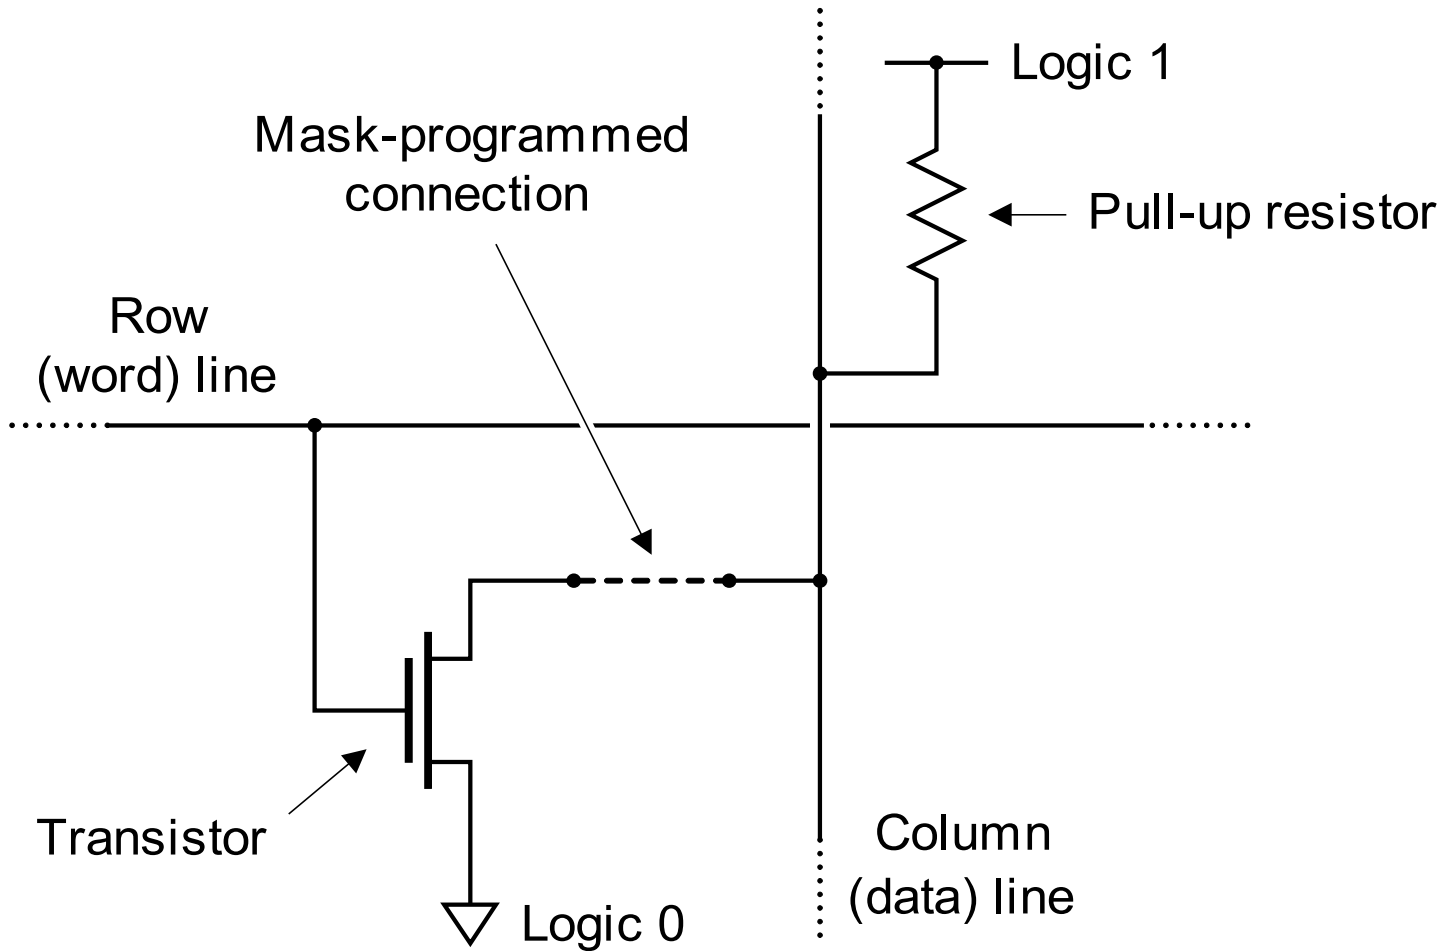 Logic 1
Mask-programmed
connection
Pull-up resistor
Row
(word) line
Transistor
Column
(data) line
Logic 0